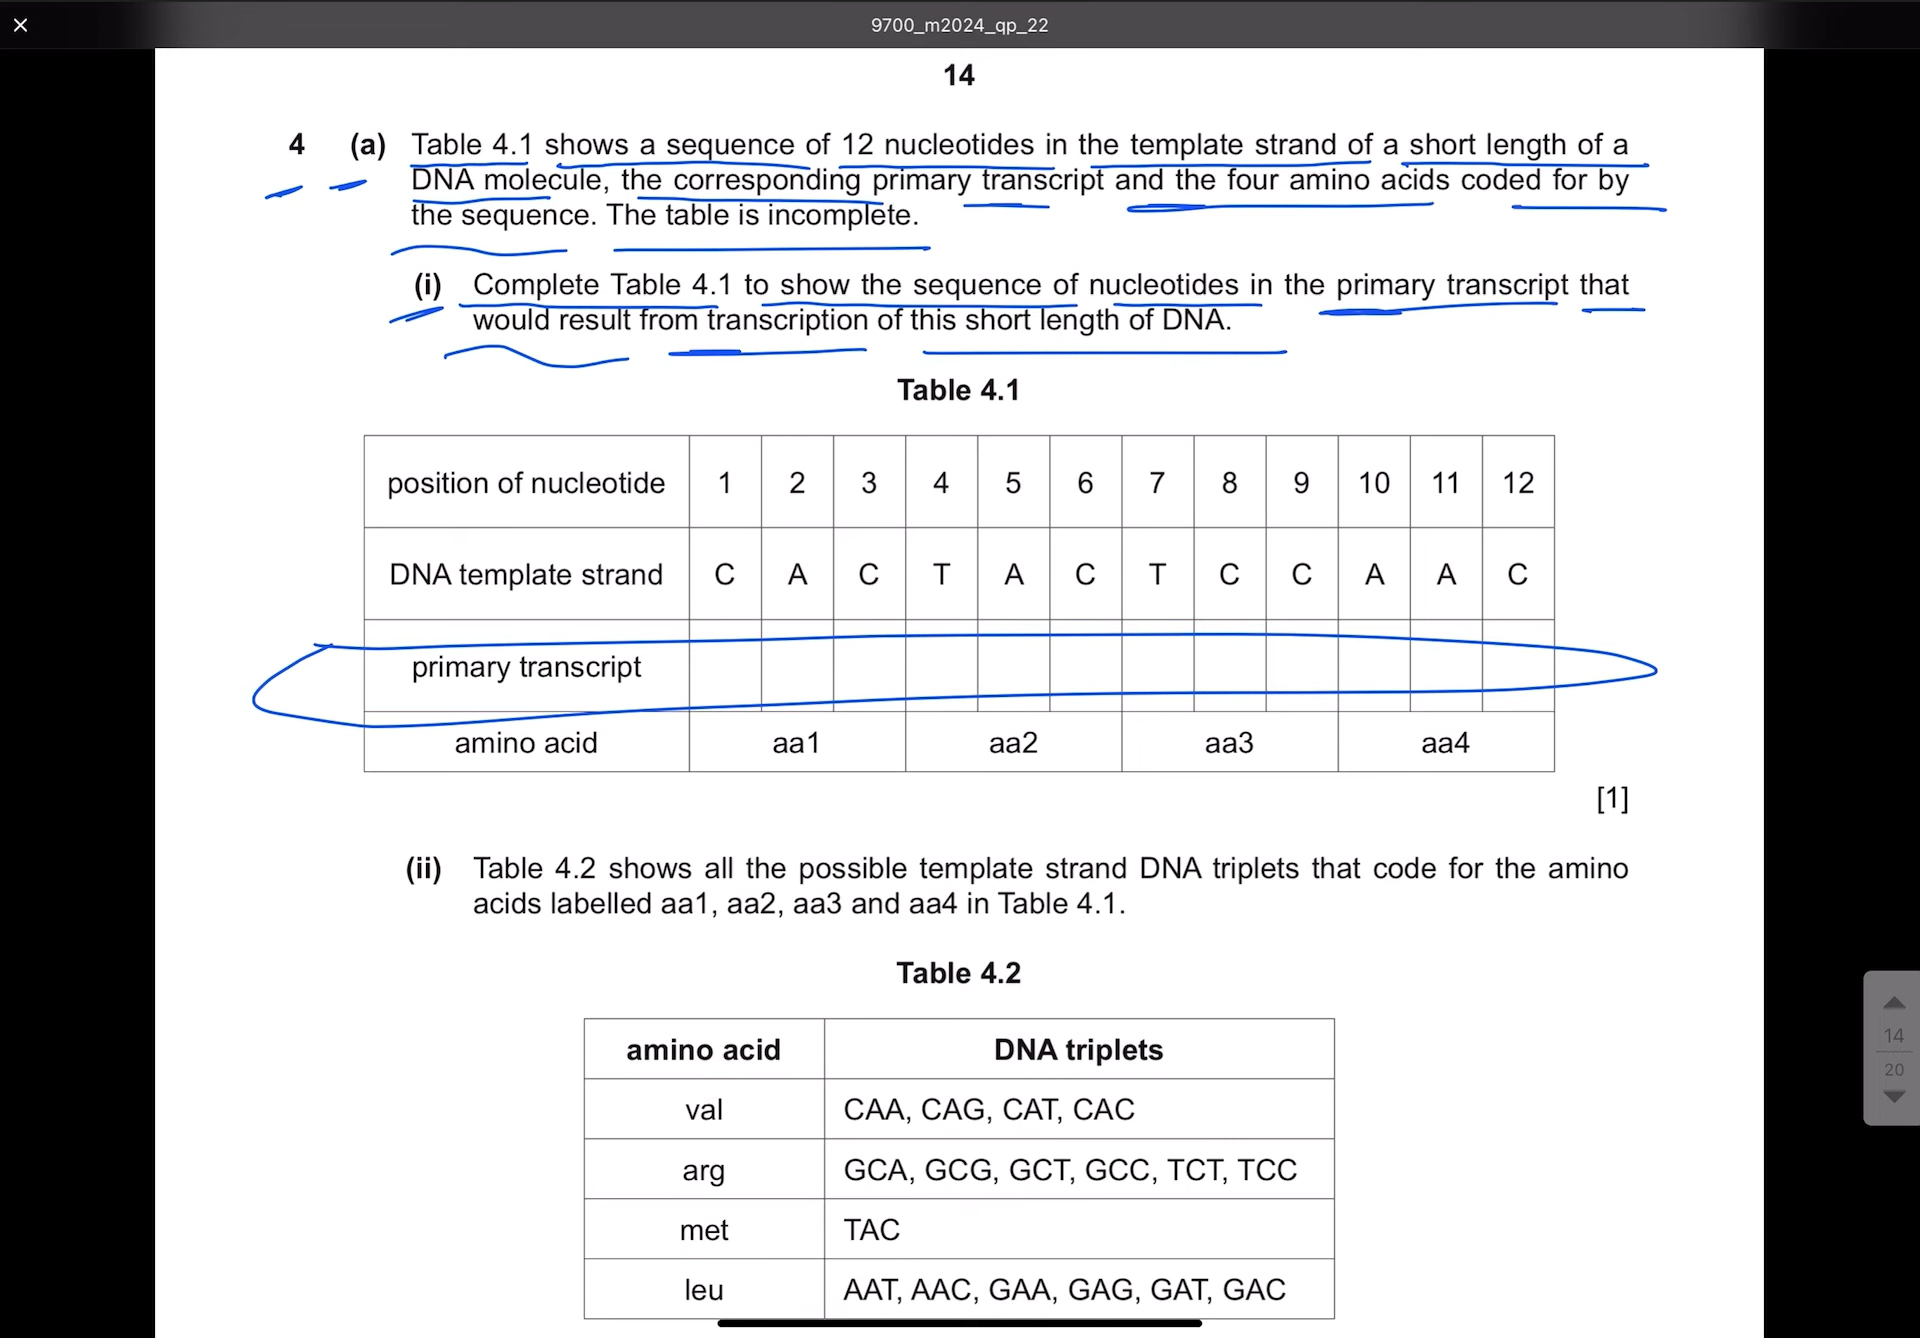 9700_m2024_qp_22
14
4 (a) Table 4.1 shows a sequence of 12 nucleotides in the template strand of a short length of a
DNA molecule, the corresponding primary transcript and the four amino acids coded for by
the sequence. The table is incomplete.
(i) Complete Table 4.1 to show the sequence of nucleotides in the primary transcript that
would result from transcription of this short length of DNA.
Table 4.1
position of nucleotide 1 2 3 4 5 6 7 8 9 10 11 12
DNA template strand C A C T A C T C C A A C
primary transcript
amino acid aa1 aa2 aa3 aa4
[1]
(ii) Table 4.2 shows all the possible template strand DNA triplets that code for the amino
acids labelled aa1, aa2, aa3 and aa4 in Table 4.1.
Table 4.2
amino acid DNA triplets
val CAA, CAG, CAT, CAC
arg GCA, GCG, GCT, GCC, TCT, TCC
met TAC
leu AAT, AAC, GAA, GAG, GAT, GAC
14
20